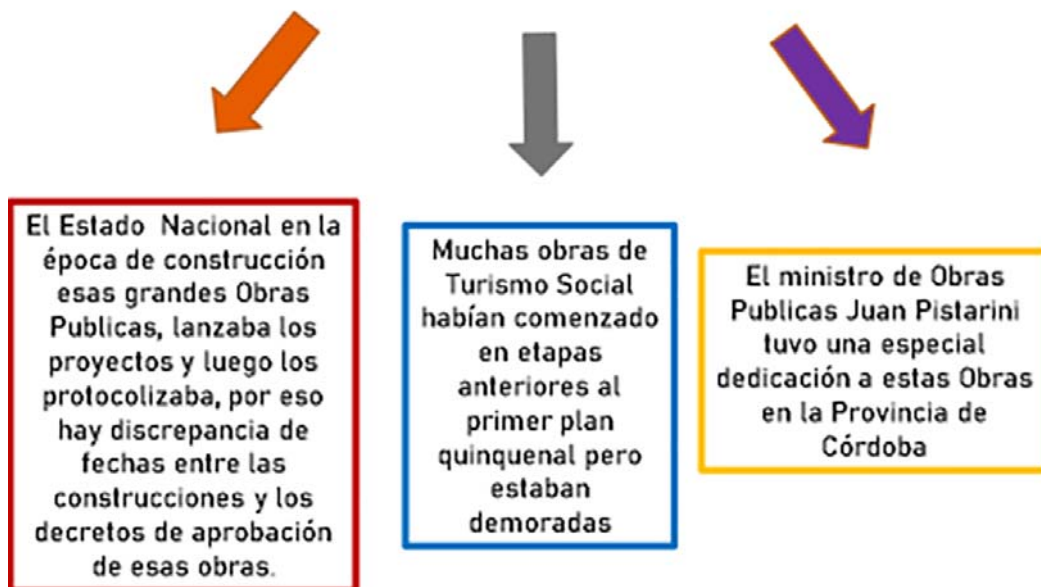 El Estado Nacional en la
época de construcción
esas grandes Obras
Publicas, lanzaba los
proyectos y luego los
protocolizaba, por eso
hay discrepancia de
fechas entre las
construcciones y los
decretos de aprobación
de esas obras.
Muchas obras de
Turismo Social
habían comenzado
en etapas
anteriores al
primer plan
quinquenal pero
estaban
demoradas
El ministro de Obras
Publicas Juan Pistarini
tuvo una especial
dedicación a estas Obras
en la Provincia de
Córdoba